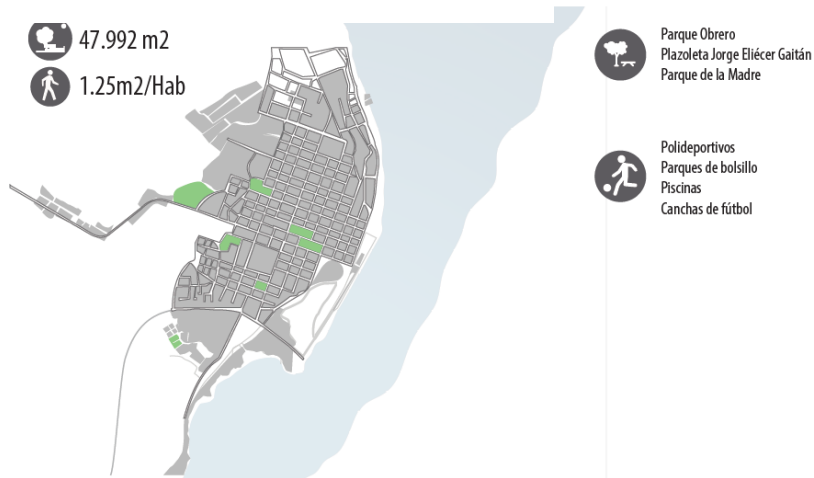 47.992 m2
1.25m2/Hab
Parque Obrero
Plazoleta Jorge Eliécer Gaitán
Parque de la Madre
Polideportivos
Parques de bolsillo
Piscinas
Canchas de fútbol